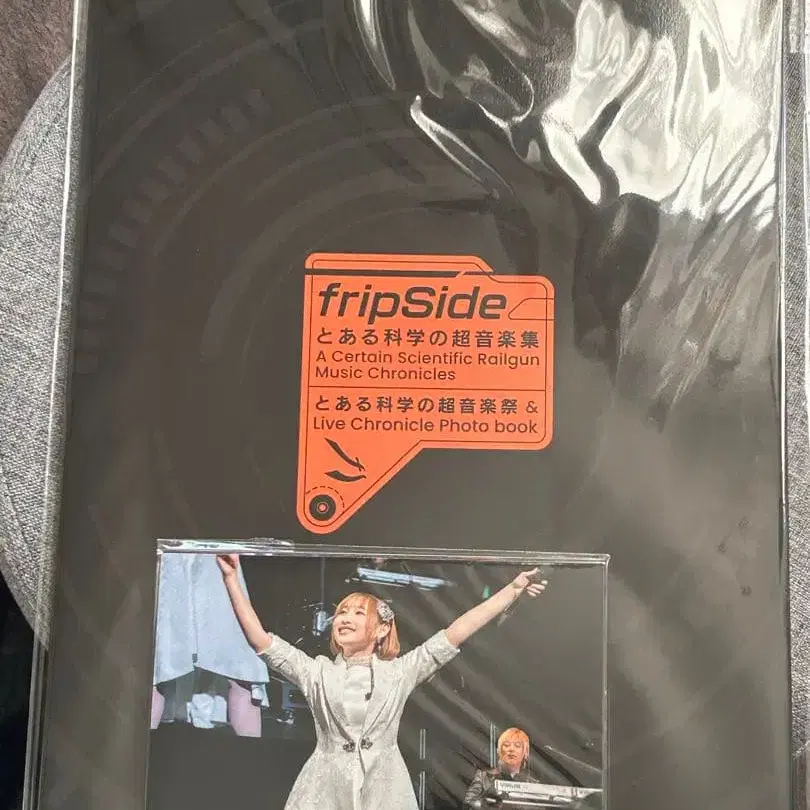 fripSide
とある科学の超音楽集
A Certain Scientific Railgun
Music Chronicles
とある科学の超音楽祭 &
Live Chronicle Photo book